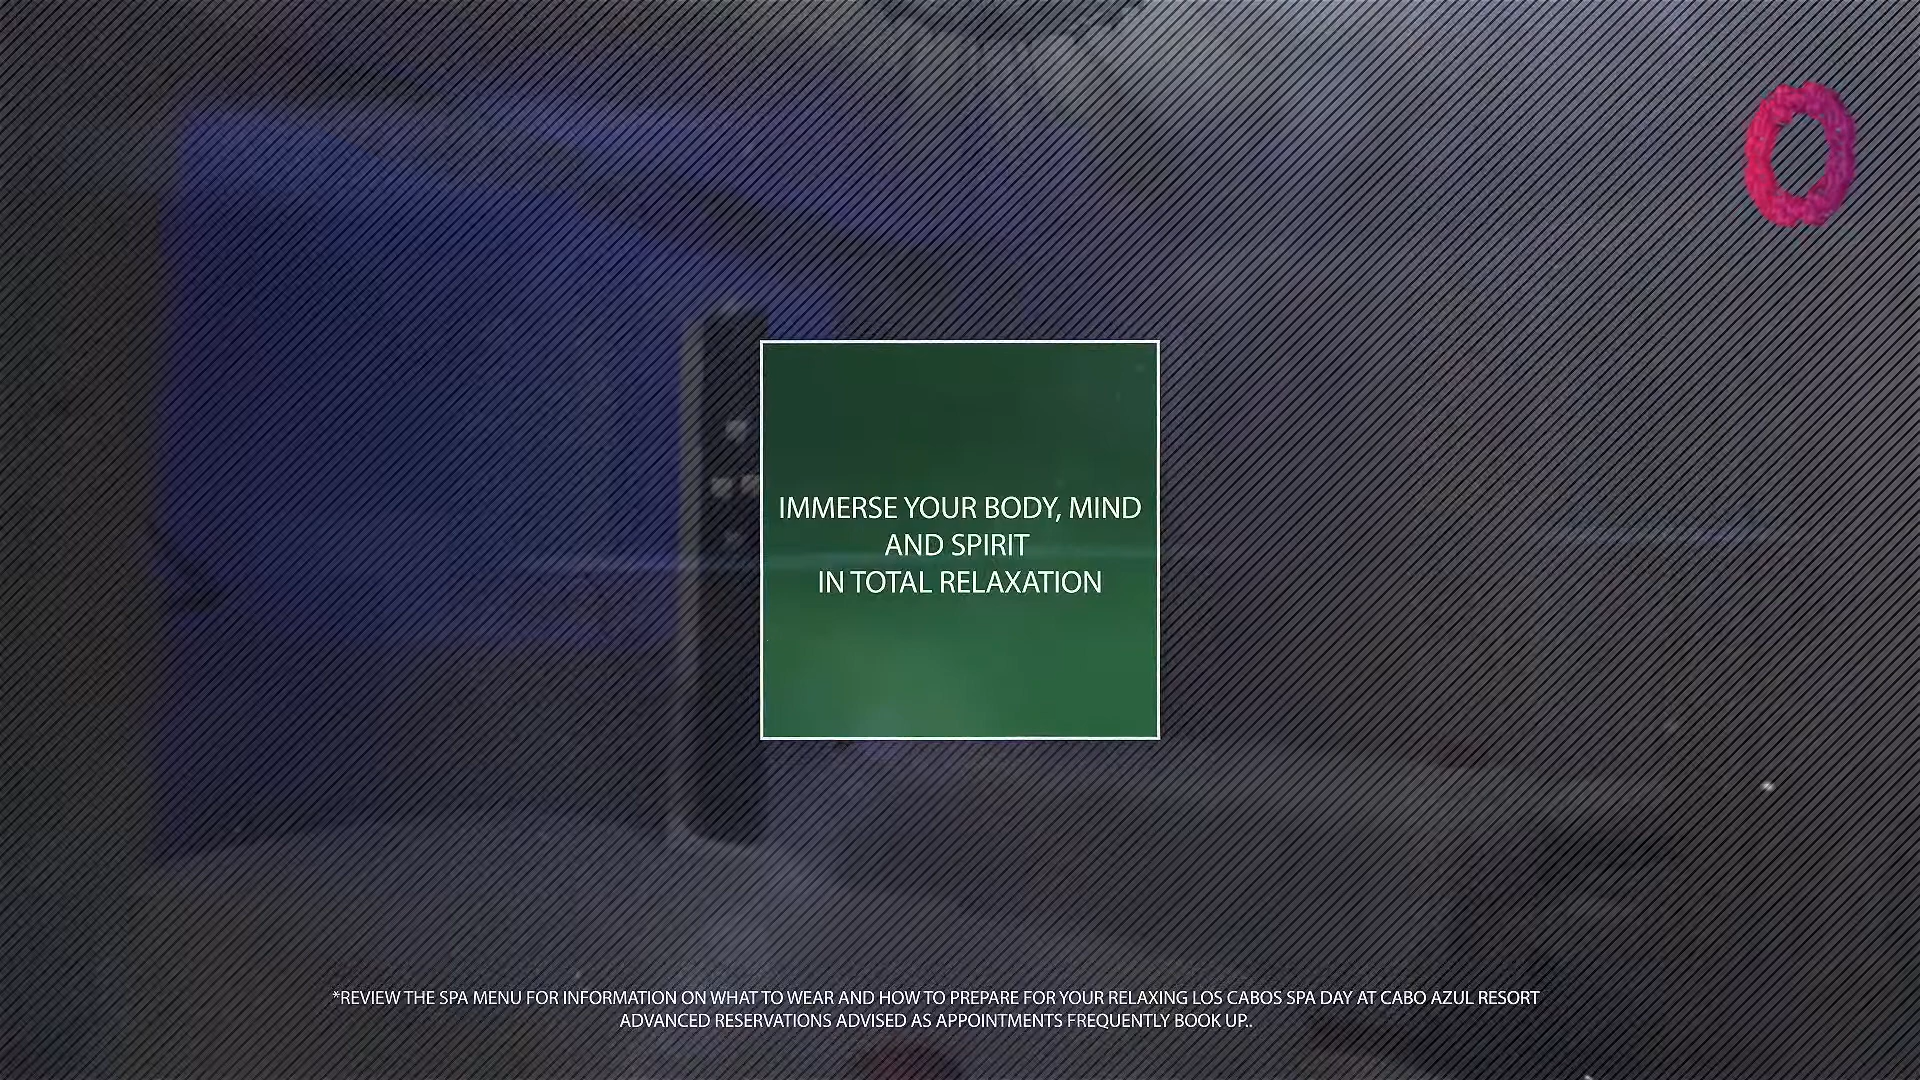 IMMERSE YOUR BODY, MIND
AND SPIRIT
IN TOTAL RELAXATION
*REVIEW THE SPA MENU FOR INFORMATION ON WHAT TO WEAR AND HOW TO PREPARE FOR YOUR RELAXING LOS CABOS SPA DAY AT CABO AZUL RESORT
ADVANCED RESERVATIONS ADVISED AS APPOINTMENTS FREQUENTLY BOOK UP..